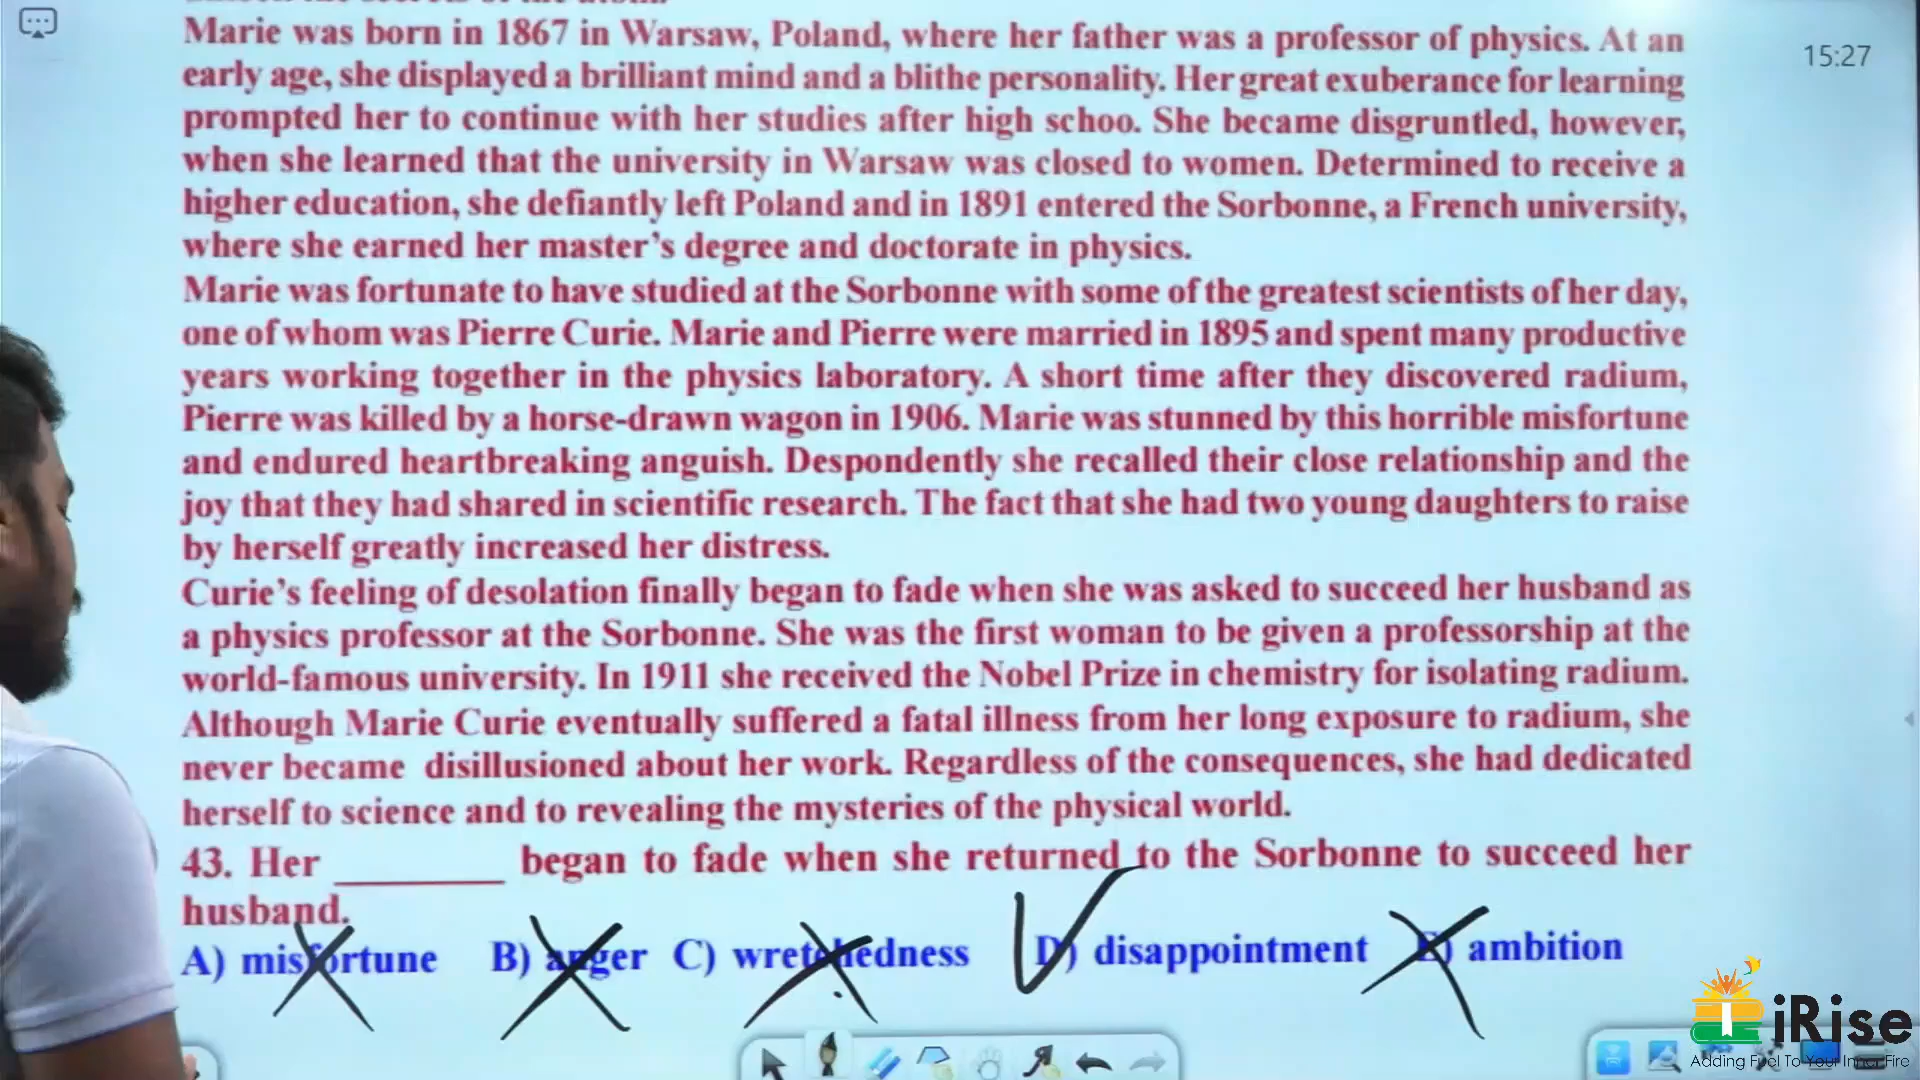 Marie was born in 1867 in Warsaw, Poland, where her father was a professor of physics. At an
15:27
early age, she displayed a brilliant mind and a blithe personality. Her great exuberance for learning
prompted her to continue with her studies after high schoo. She became disgruntled, however,
when she learned that the university in Warsaw was closed to women. Determined to receive a
higher education, she defiantly left Poland and in 1891 entered the Sorbonne, a French university,
where she earned her master's degree and doctorate in physics.
Marie was fortunate to have studied at the Sorbonne with some of the greatest scientists of her day,
one of whom was Pierre Curie. Marie and Pierre were married in 1895 and spent many productive
years working together in the physics laboratory. A short time after they discovered radium,
Pierre was killed by a horse-drawn wagon in 1906. Marie was stunned by this horrible misfortune
and endured heartbreaking anguish. Despondently she recalled their close relationship and the
joy that they had shared in scientific research. The fact that she had two young daughters to raise
by herself greatly increased her distress.
Curie's feeling of desolation finally began to fade when she was asked to succeed her husband as
a physics professor at the Sorbonne. She was the first woman to be given a professorship at the
world-famous university. In 1911 she received the Nobel Prize in chemistry for isolating radium.
Although Marie Curie eventually suffered a fatal illness from her long exposure to radium, she
never became disillusioned about her work. Regardless of the consequences, she had dedicated
herself to science and to revealing the mysteries of the physical world.
43. Her ________ began to fade when she returned to the Sorbonne to succeed her
husband.
A) misfortune B) anger C) wretchedness D) disappointment E) ambition
iRise
Adding Fuel To Your Inner Fire